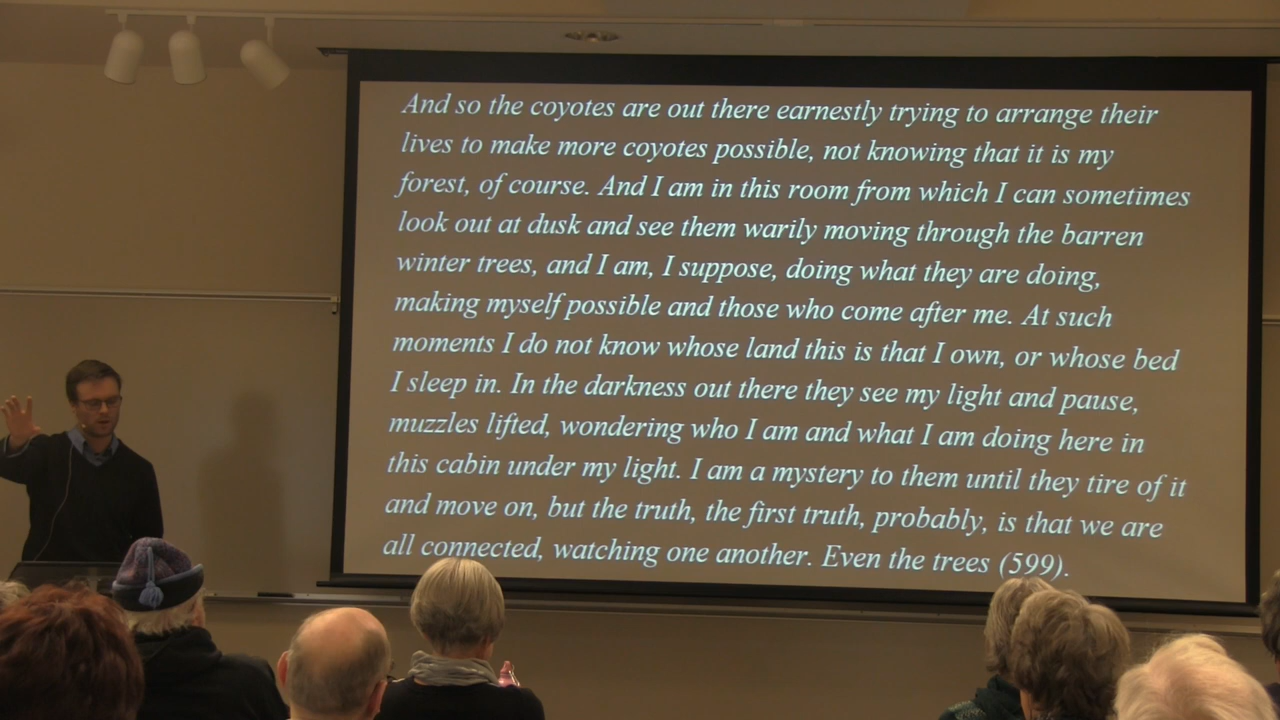 And so the coyotes are out there earnestly trying to arrange their
lives to make more coyotes possible, not knowing that it is my
forest, of course. And I am in this room from which I can sometimes
look out at dusk and see them warily moving through the barren
winter trees, and I am, I suppose, doing what they are doing,
making myself possible and those who come after me. At such
moments I do not know whose land this is that I own, or whose bed
I sleep in. In the darkness out there they see my light and pause,
muzzles lifted, wondering who I am and what I am doing here in
this cabin under my light. I am a mystery to them until they tire of it
and move on, but the truth, the first truth, probably, is that we are
all connected, watching one another. Even the trees (599).